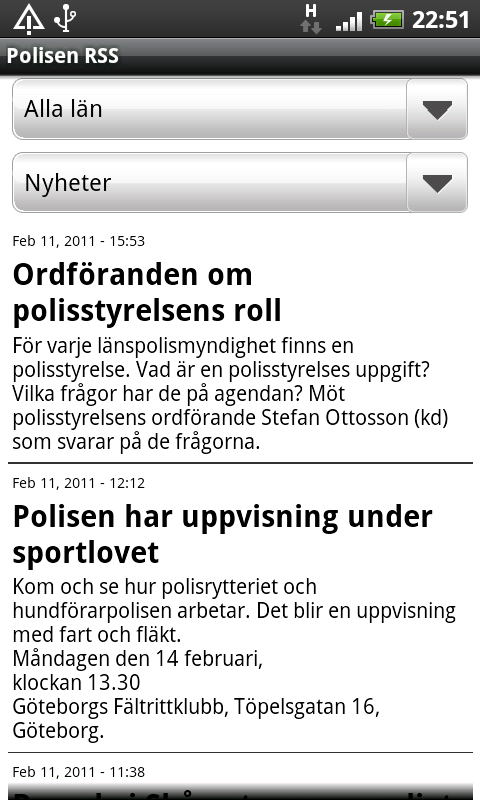 H
22:51
Polisen RSS
Alla län
Nyheter
Feb 11, 2011 - 15:53
Ordföranden om
polisstyrelsens roll
För varje länspolismyndighet finns en
polisstyrelse. Vad är en polisstyrelses uppgift?
Vilka frågor har de på agendan? Möt
polisstyrelsens ordförande Stefan Ottosson (kd)
som svarar på de frågorna.
Feb 11, 2011 - 12:12
Polisen har uppvisning under
sportlovet
Kom och se hur polisrytteriet och
hundförarpolisen arbetar. Det blir en uppvisning
med fart och fläkt.
Måndagen den 14 februari,
klockan 13.30
Göteborgs Fältrittklubb, Töpelsgatan 16,
Göteborg.
Feb 11, 2011 - 11:38